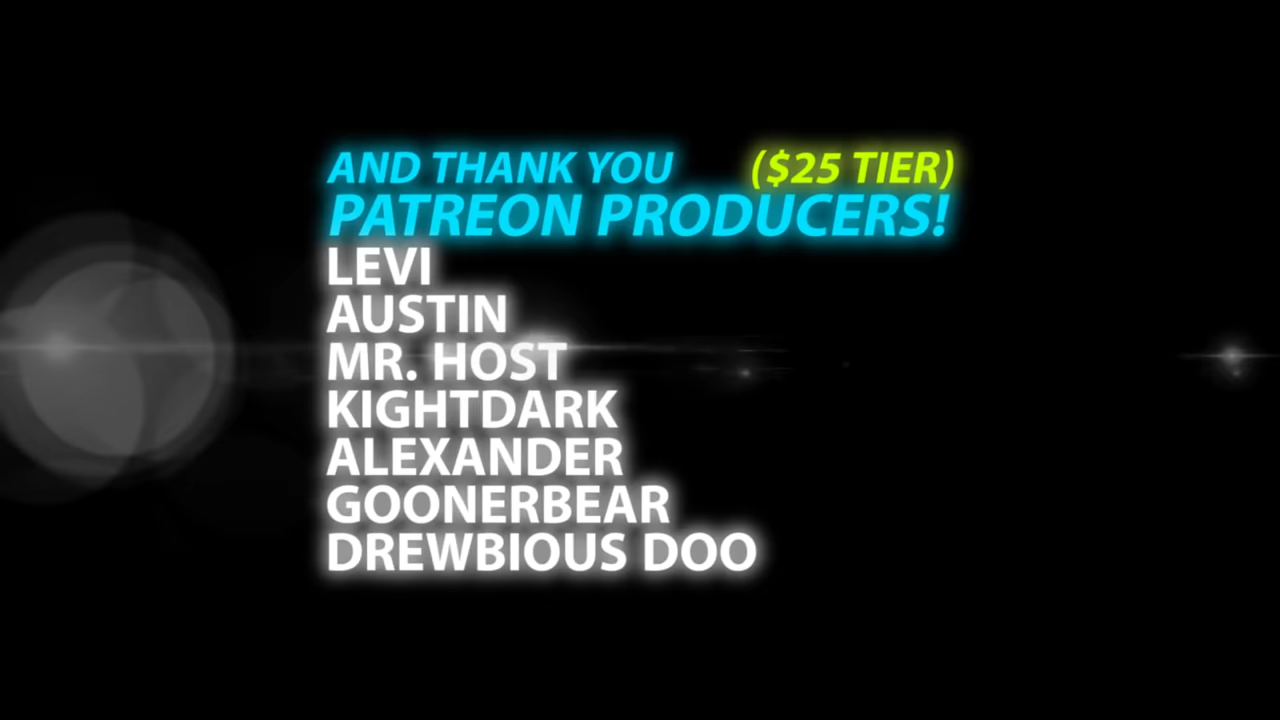 AND THANK YOU ($25 TIER)
PATREON PRODUCERS!
LEVI
AUSTIN
MR. HOST
KIGHTDARK
ALEXANDER
GOONERBEAR
DREWBIOUS DOO